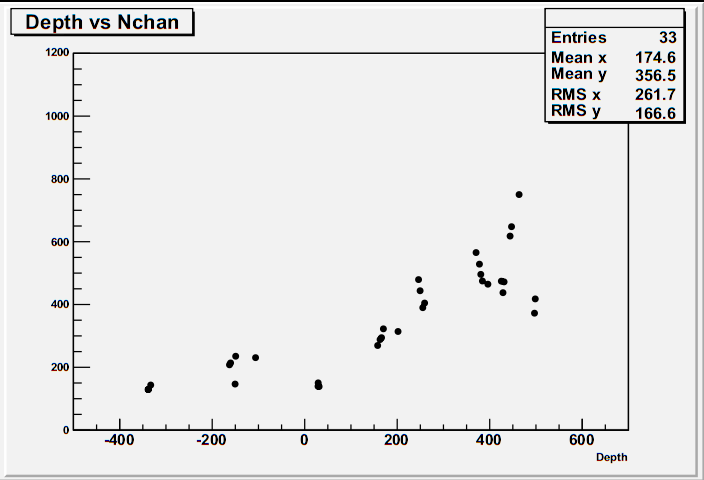 Depth vs Nchan
Entries 33
Mean x 174.6
Mean y 356.5
RMS x 261.7
RMS y 166.6
1200
1000
800
600
400
200
0
-400 -200 0 200 400 600
Depth